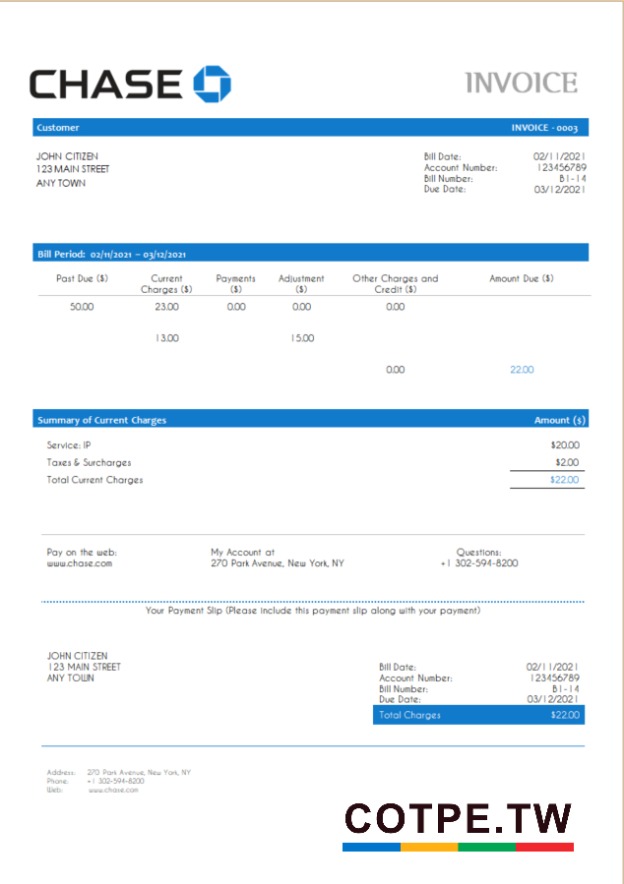 CHASE
INVOICE
Customer INVOICE - 0003
JOHN CITIZEN
123 MAIN STREET
ANY TOWN
Bill Date: 02/11/2021
Account Number: 123456789
Bill Number: B1-14
Due Date: 03/12/2021
Bill Period: 02/11/2021 – 03/12/2021
Past Due ($) Current Charges ($) Payments ($) Adjustment ($) Other Charges and Credit ($) Amount Due ($)
50.00 23.00 0.00 0.00 0.00
13.00 15.00
0.00 22.00
Summary of Current Charges Amount ($)
Service: IP $20.00
Taxes & Surcharges $2.00
Total Current Charges $22.00
Pay on the web: My Account at Questions:
www.chase.com 270 Park Avenue, New York, NY +1 302-594-8200
Your Payment Slip (Please include this payment slip along with your payment)
JOHN CITIZEN
123 MAIN STREET
ANY TOWN
Bill Date: 02/11/2021
Account Number: 123456789
Bill Number: B1-14
Due Date: 03/12/2021
Total Charges $22.00
Address: 270 Park Avenue, New York, NY
Phone: +1 302-594-8200
Web: www.chase.com
COTPE.TW